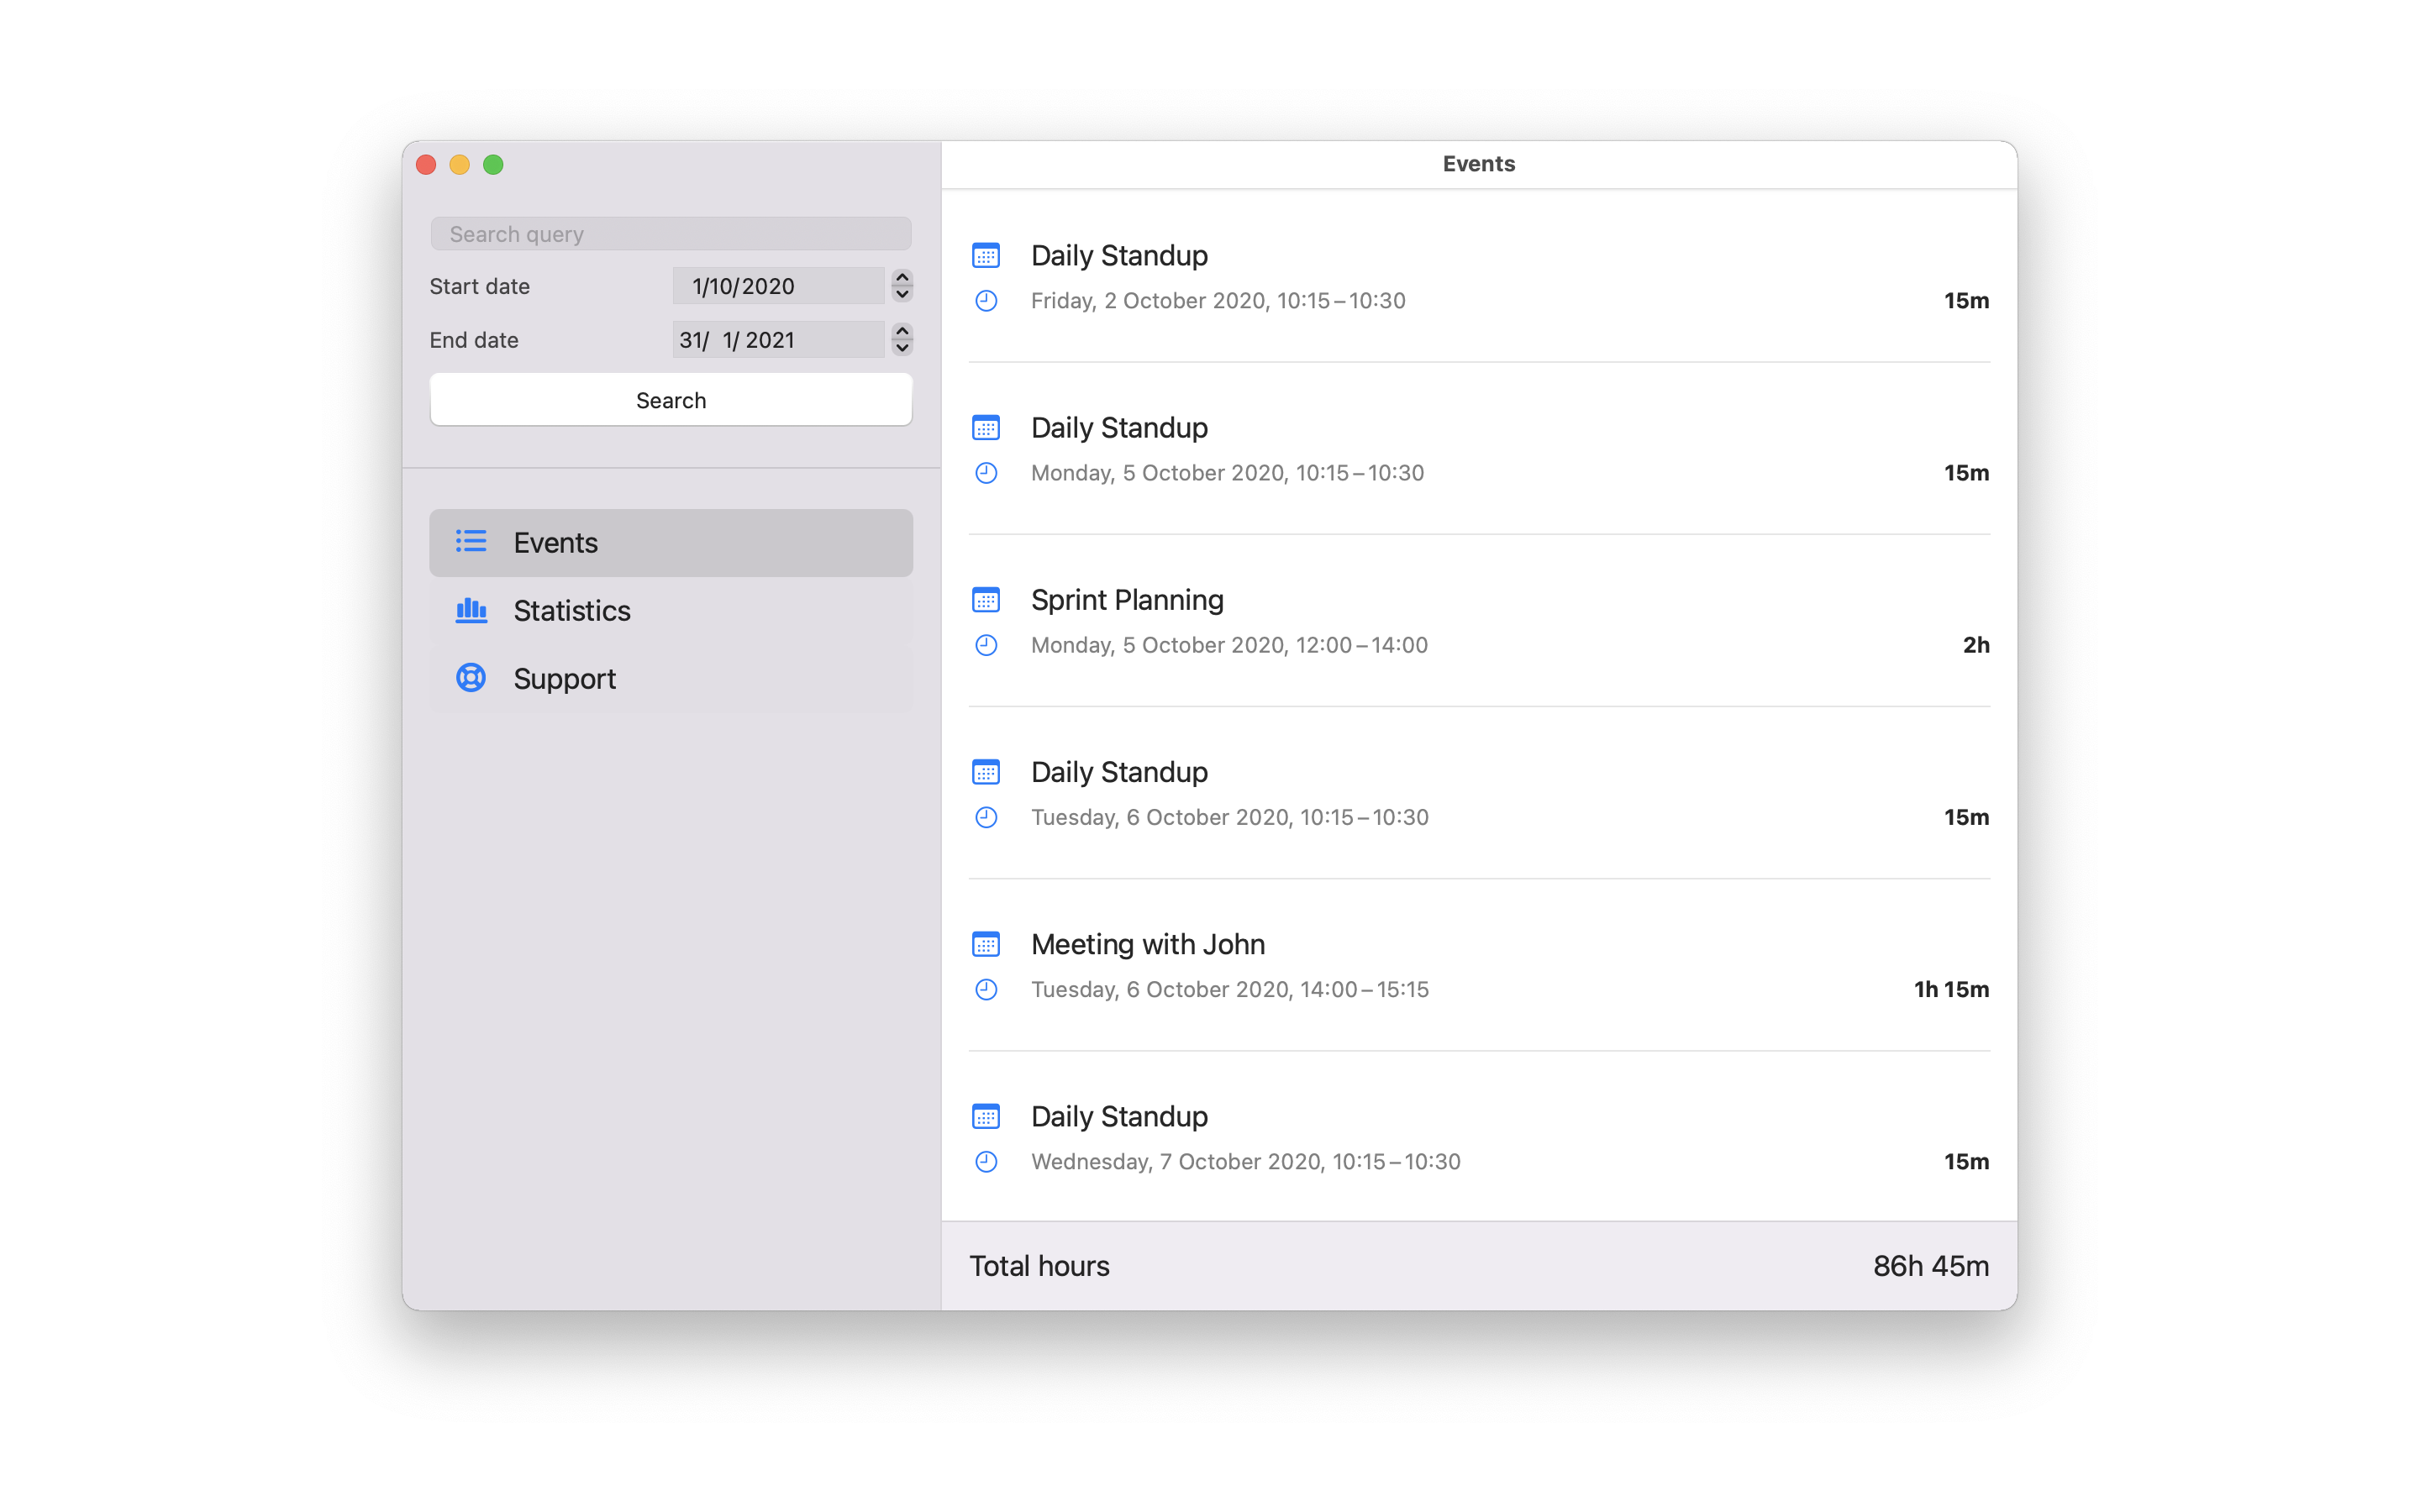 Events
Search query
Start date 1/10/2020
End date 31/ 1/ 2021
Search
Events
Statistics
Support
Daily Standup
Friday, 2 October 2020, 10:15 – 10:30 15m
Daily Standup
Monday, 5 October 2020, 10:15 – 10:30 15m
Sprint Planning
Monday, 5 October 2020, 12:00 – 14:00 2h
Daily Standup
Tuesday, 6 October 2020, 10:15 – 10:30 15m
Meeting with John
Tuesday, 6 October 2020, 14:00 – 15:15 1h 15m
Daily Standup
Wednesday, 7 October 2020, 10:15 – 10:30 15m
Total hours 86h 45m